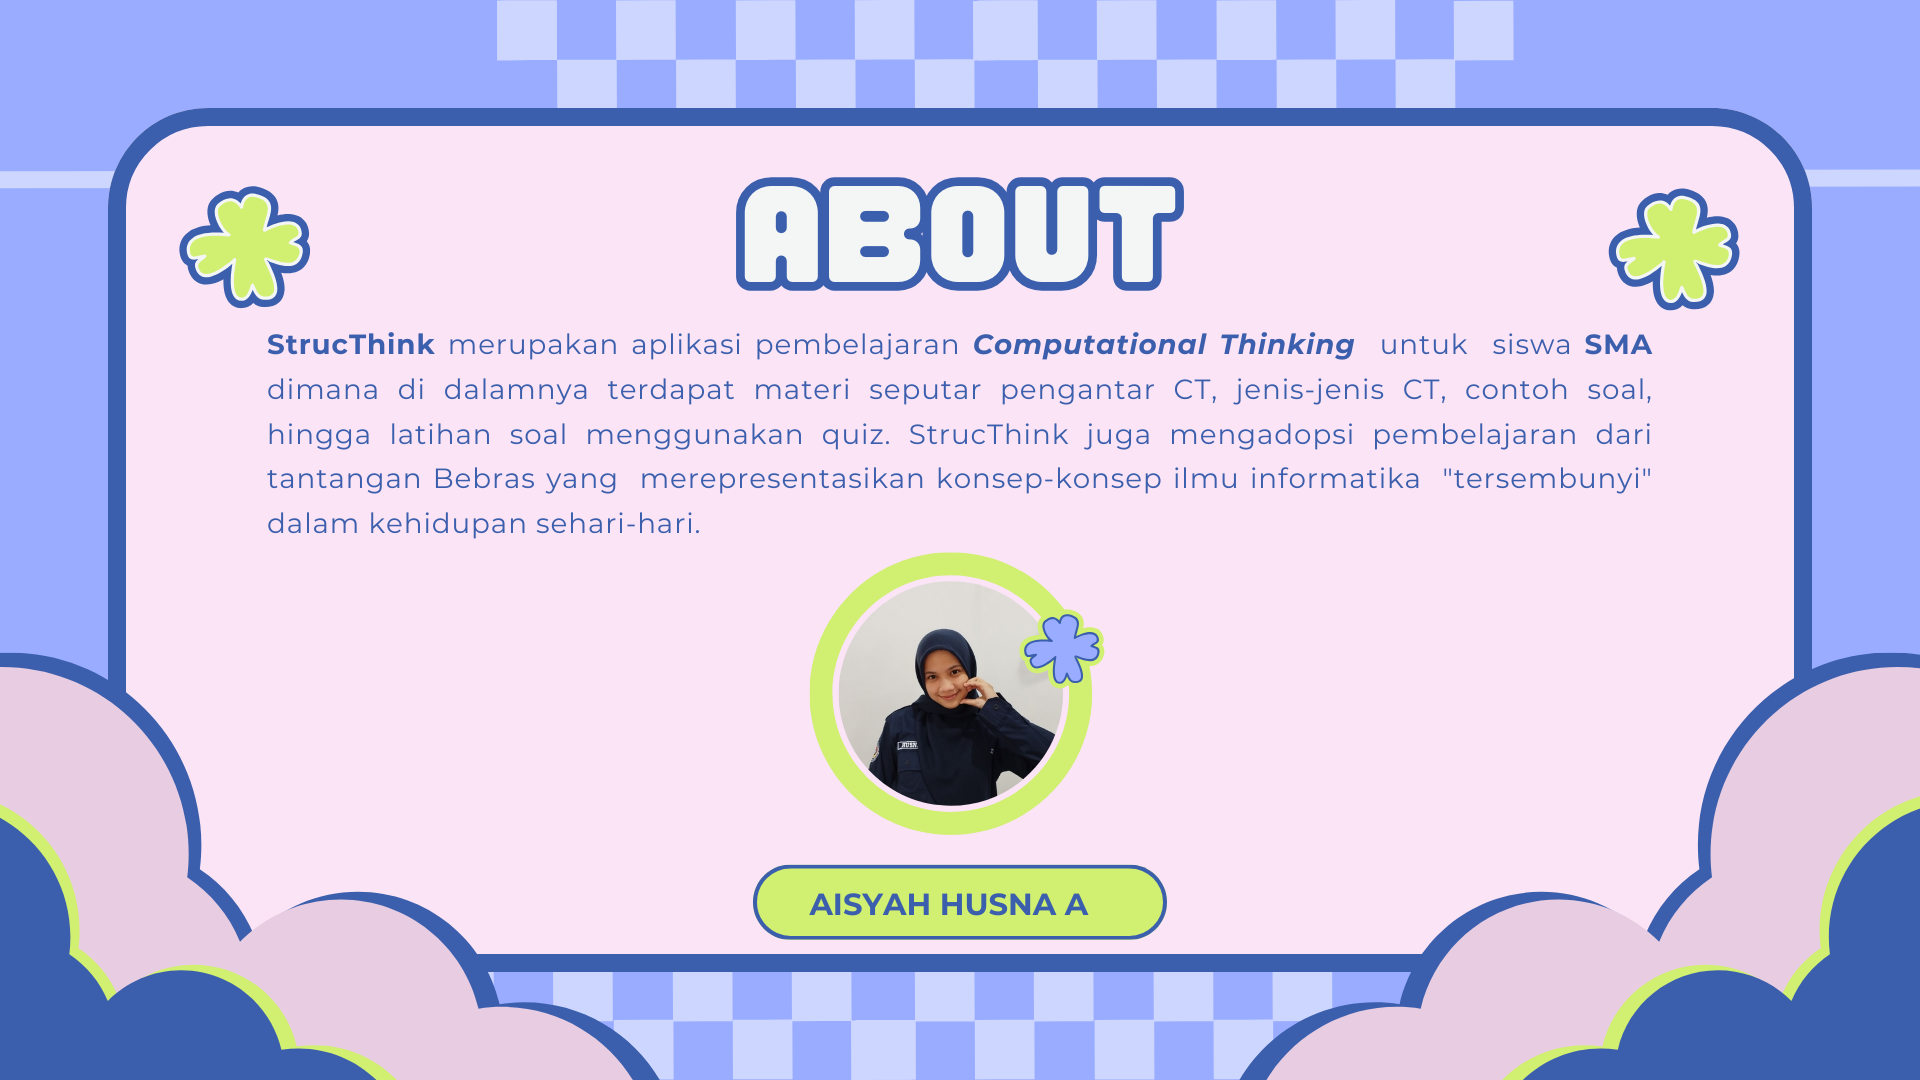 ABOUT
StrucThink merupakan aplikasi pembelajaran Computational Thinking untuk siswa SMA
dimana di dalamnya terdapat materi seputar pengantar CT, jenis-jenis CT, contoh soal,
hingga latihan soal menggunakan quiz. StrucThink juga mengadopsi pembelajaran dari
tantangan Bebras yang merepresentasikan konsep-konsep ilmu informatika "tersembunyi"
dalam kehidupan sehari-hari.
AISYAH HUSNA A